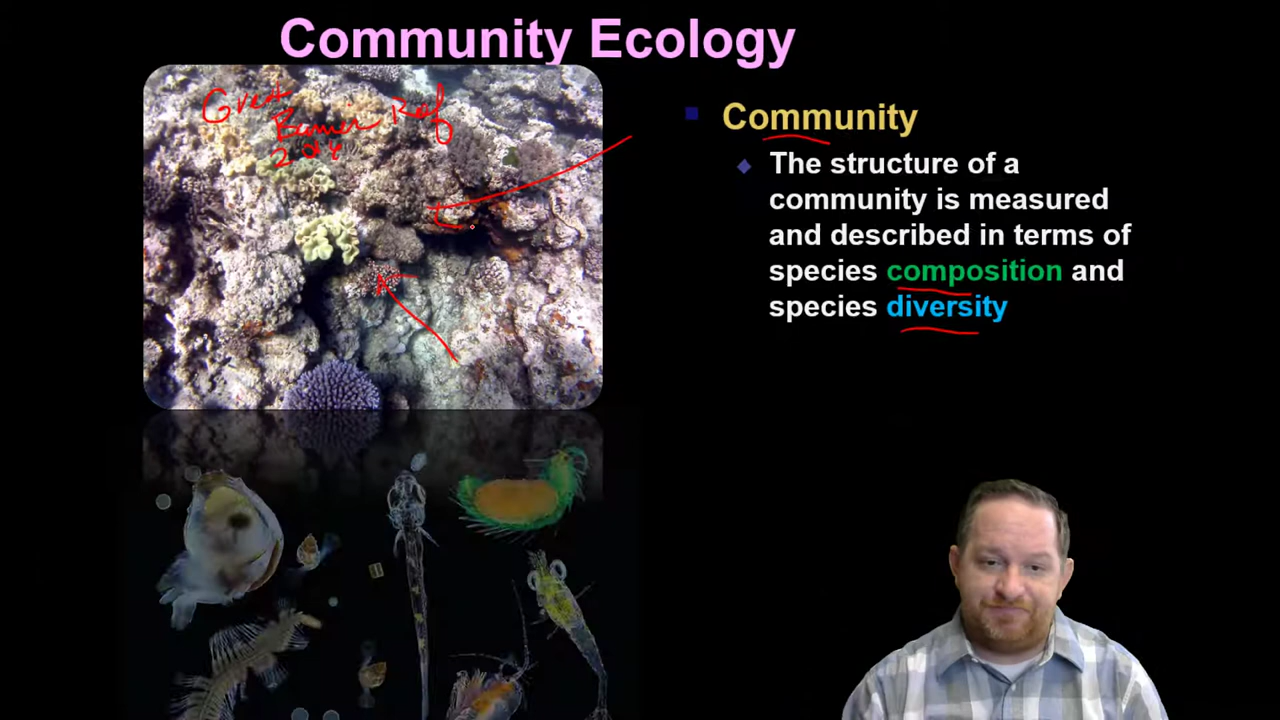 Community Ecology
Great
Barrier Reef
Community
The structure of a
community is measured
and described in terms of
species composition and
species diversity